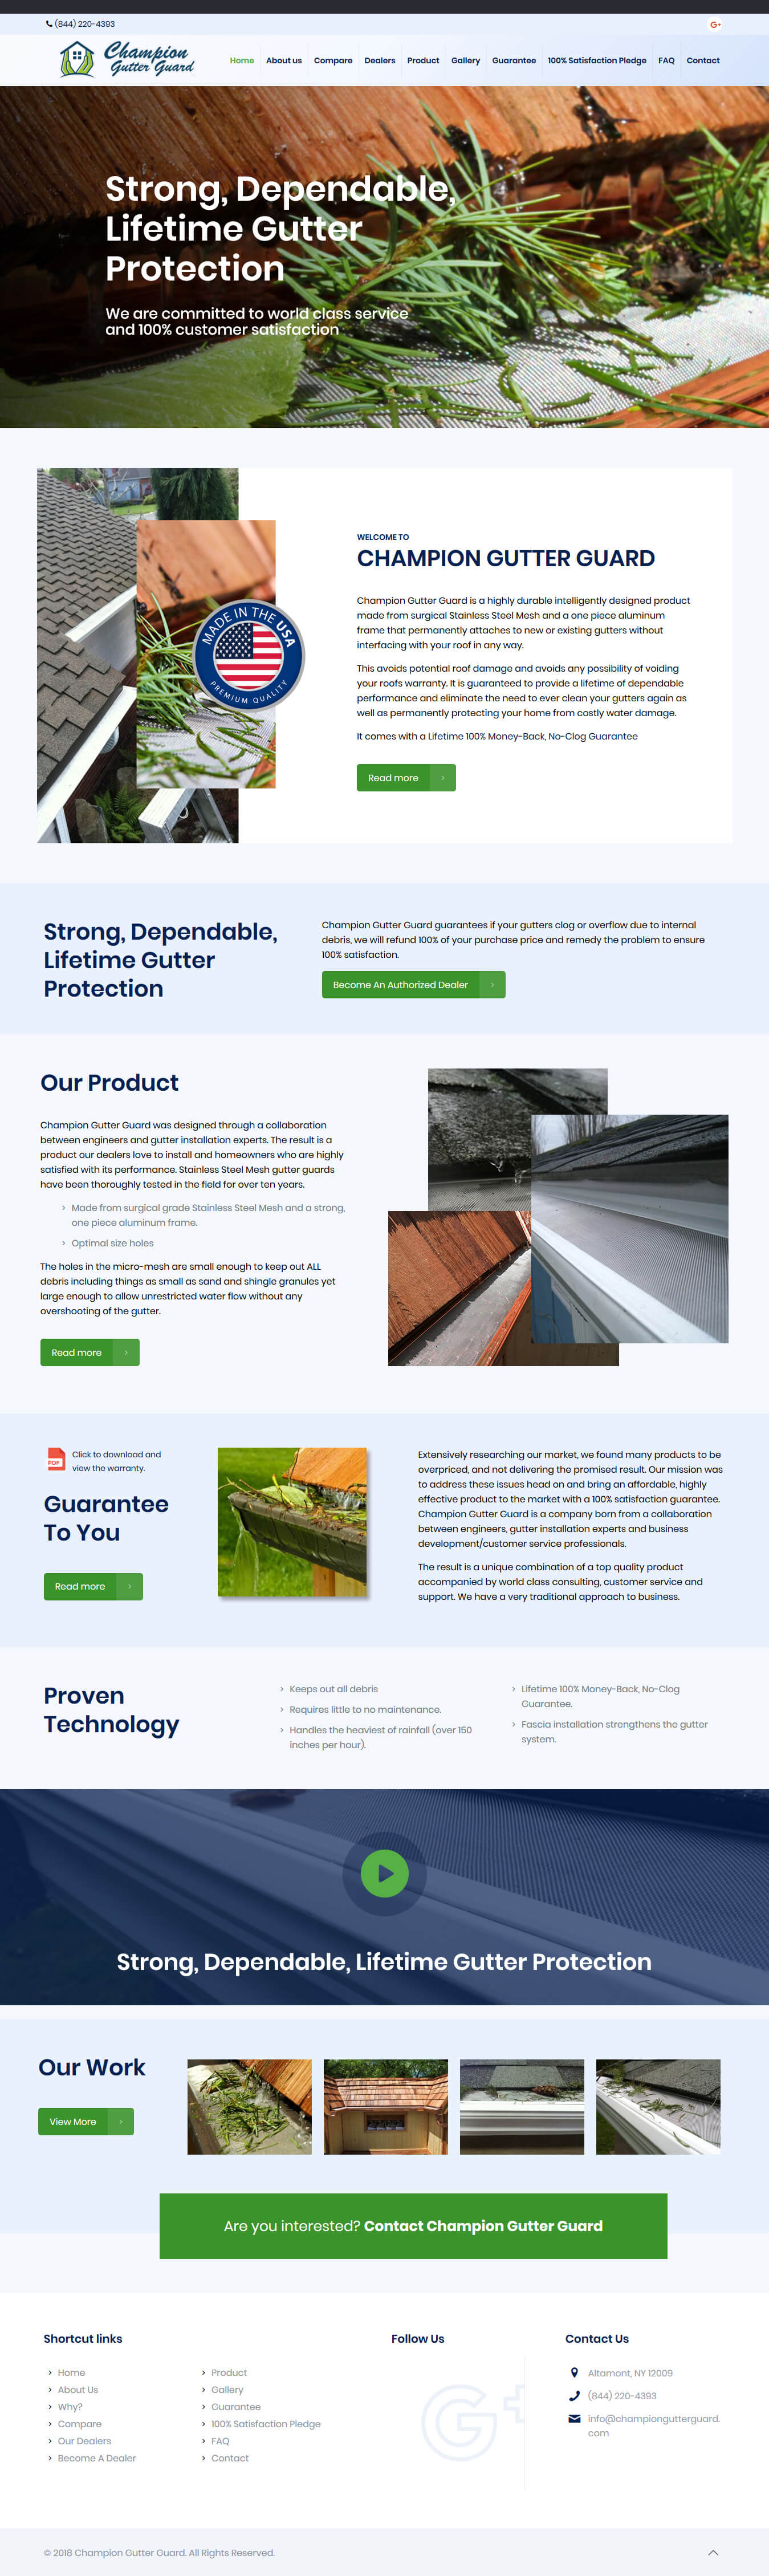 (844) 220-4393
G+
Champion
Gutter Guard
Home About us Compare Dealers Product Gallery Guarantee 100% Satisfaction Pledge FAQ Contact
Strong, Dependable,
Lifetime Gutter
Protection
We are committed to world class service
and 100% customer satisfaction
MADE IN THE USA
PREMIUM QUALITY
WELCOME TO
CHAMPION GUTTER GUARD
Champion Gutter Guard is a highly durable intelligently designed product
made from surgical Stainless Steel Mesh and a one piece aluminum
frame that permanently attaches to new or existing gutters without
interfacing with your roof in any way.
This avoids potential roof damage and avoids any possibility of voiding
your roofs warranty. It is guaranteed to provide a lifetime of dependable
performance and eliminate the need to ever clean your gutters again as
well as permanently protecting your home from costly water damage.
It comes with a Lifetime 100% Money-Back, No-Clog Guarantee
Read more
Strong, Dependable,
Lifetime Gutter
Protection
Champion Gutter Guard guarantees if your gutters clog or overflow due to internal
debris, we will refund 100% of your purchase price and remedy the problem to ensure
100% satisfaction.
Become An Authorized Dealer
Our Product
Champion Gutter Guard was designed through a collaboration
between engineers and gutter installation experts. The result is a
product our dealers love to install and homeowners who are highly
satisfied with its performance. Stainless Steel Mesh gutter guards
have been thoroughly tested in the field for over ten years.
Made from surgical grade Stainless Steel Mesh and a strong,
one piece aluminum frame.
Optimal size holes
The holes in the micro-mesh are small enough to keep out ALL
debris including things as small as sand and shingle granules yet
large enough to allow unrestricted water flow without any
overshooting of the gutter.
Read more
PDF
Click to download and
view the warranty.
Guarantee
To You
Read more
Extensively researching our market, we found many products to be
overpriced, and not delivering the promised result. Our mission was
to address these issues head on and bring an affordable, highly
effective product to the market with a 100% satisfaction guarantee.
Champion Gutter Guard is a company born from a collaboration
between engineers, gutter installation experts and business
development/customer service professionals.
The result is a unique combination of a top quality product
accompanied by world class consulting, customer service and
support. We have a very traditional approach to business.
Proven
Technology
Keeps out all debris
Requires little to no maintenance.
Handles the heaviest of rainfall (over 150
inches per hour).
Lifetime 100% Money-Back, No-Clog
Guarantee.
Fascia installation strengthens the gutter
system.
Strong, Dependable, Lifetime Gutter Protection
Our Work
View More
Are you interested? Contact Champion Gutter Guard
Shortcut links
Home
About Us
Why?
Compare
Our Dealers
Become A Dealer
Product
Gallery
Guarantee
100% Satisfaction Pledge
FAQ
Contact
Follow Us
G+
Contact Us
Altamont, NY 12009
(844) 220-4393
info@championgutterguard.
com
© 2018 Champion Gutter Guard. All Rights Reserved.